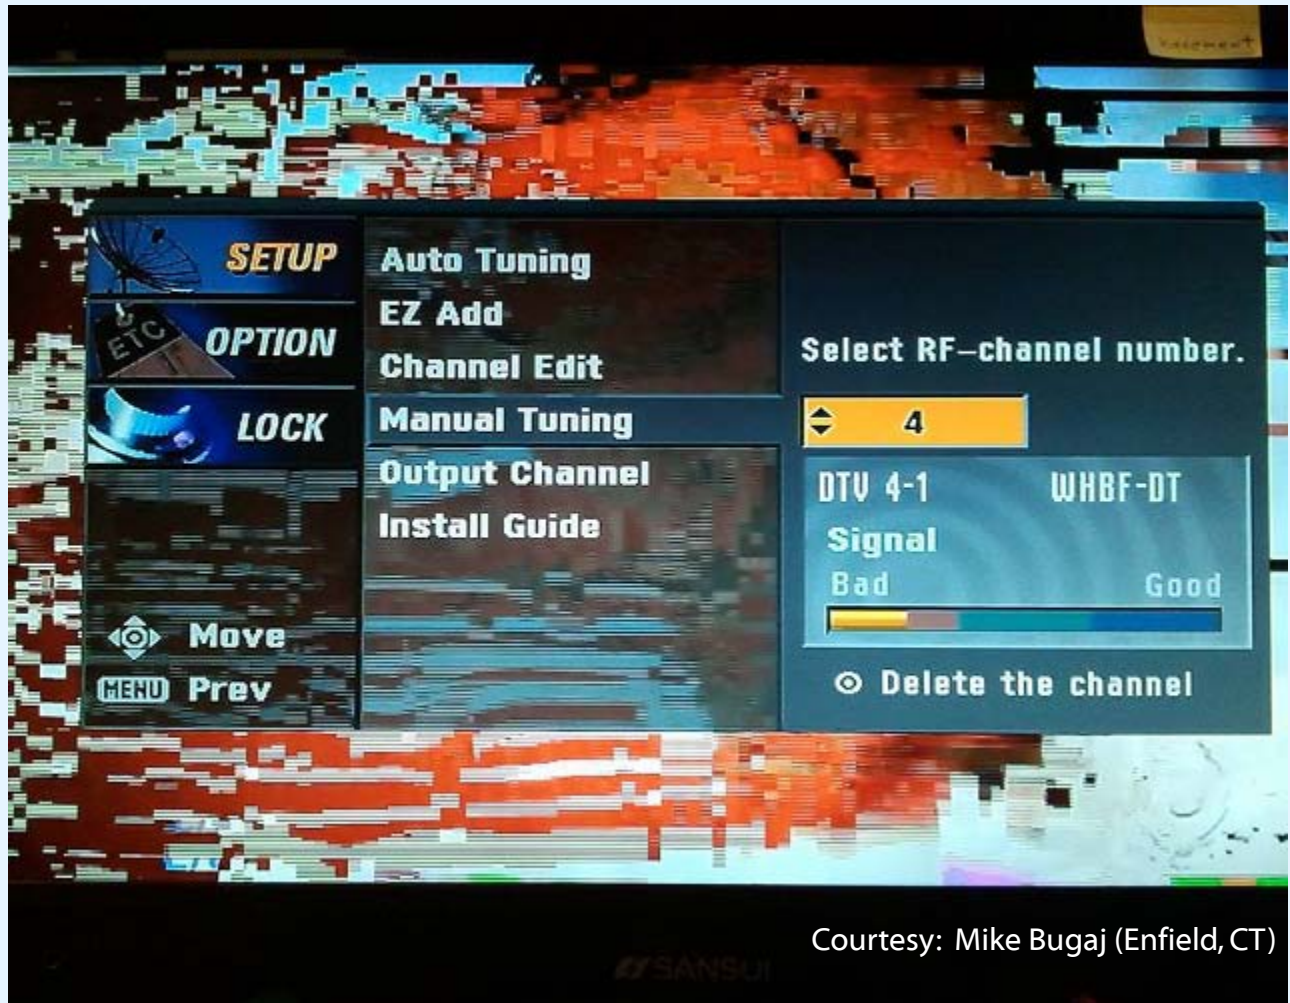 SETUP
OPTION
ETC
LOCK
Move
MENU Prev
Auto Tuning
EZ Add
Channel Edit
Manual Tuning
Output Channel
Install Guide
Select RF-channel number.
4
DTV 4-1 WHBF-DT
Signal
Bad Good
Delete the channel
Courtesy: Mike Bugaj (Enfield, CT)
SANSUI